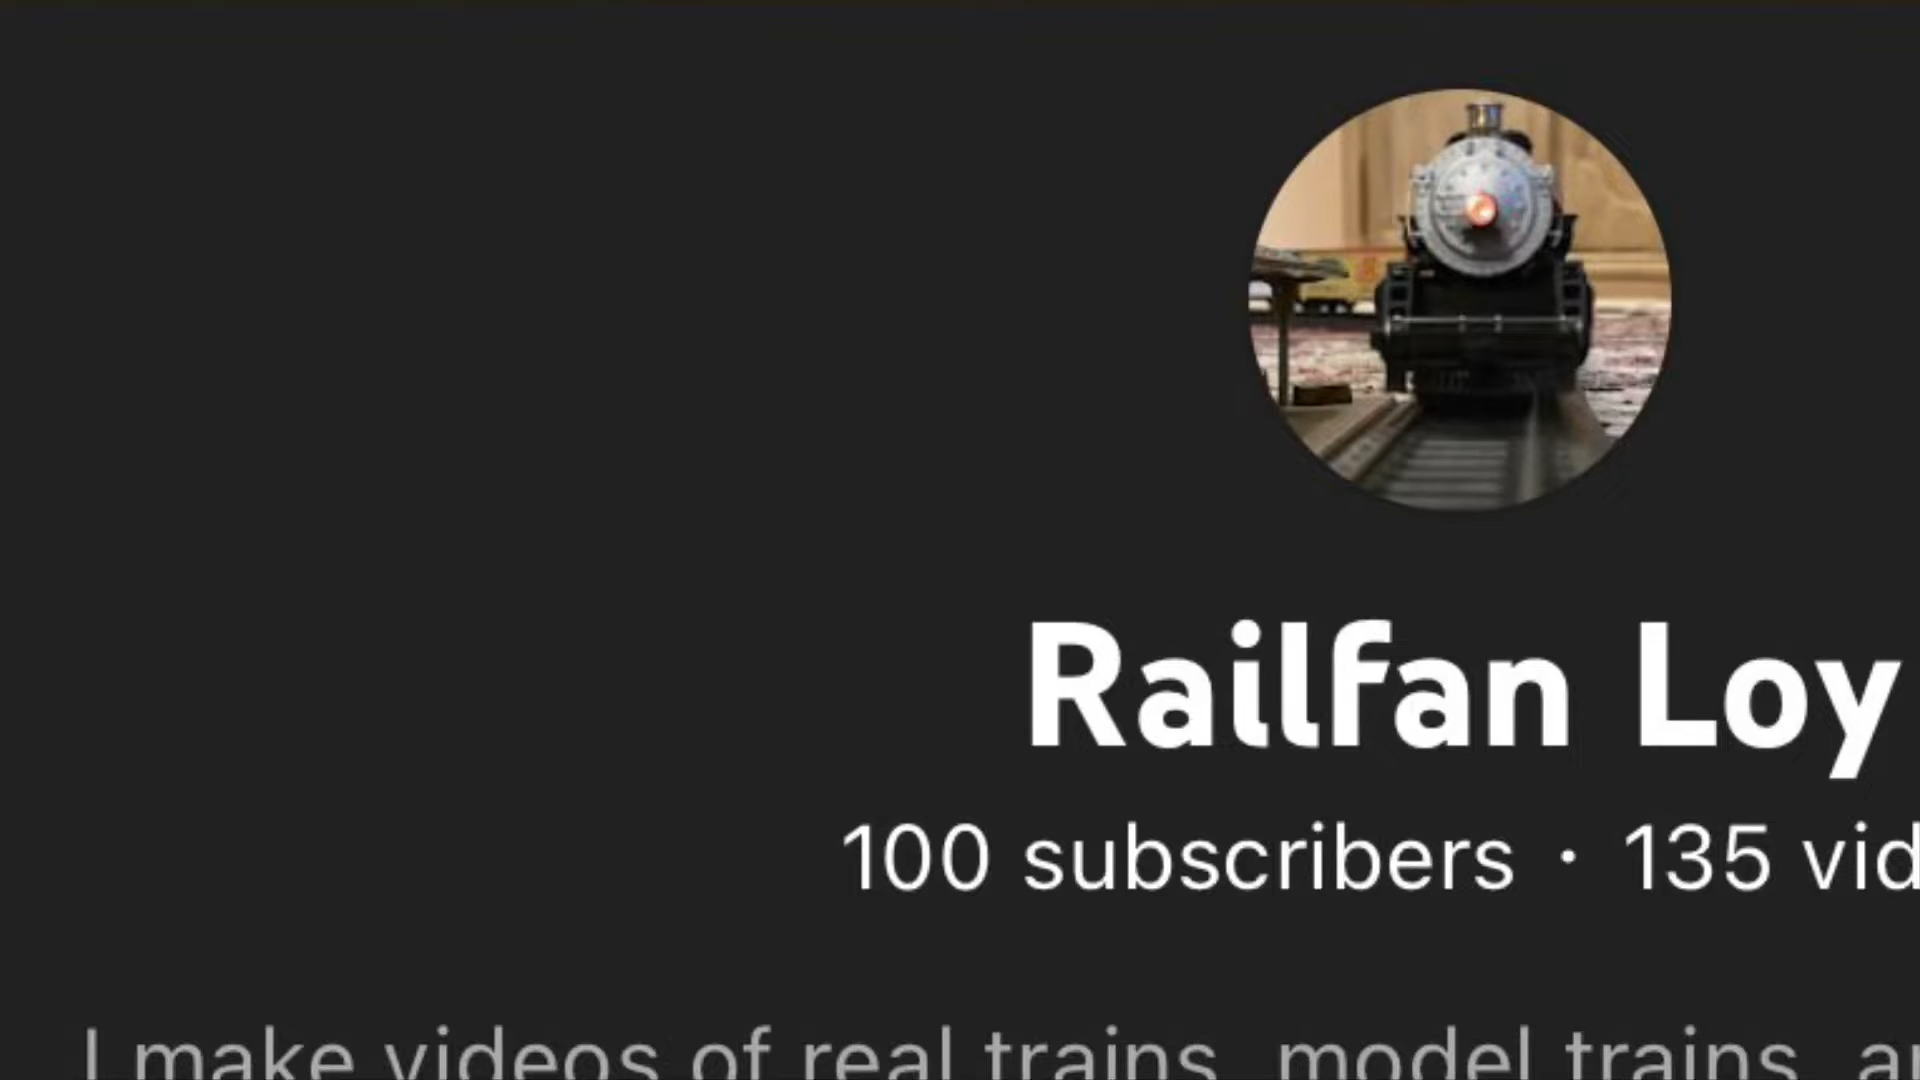 Railfan Loy
100 subscribers · 135 vid
I make videos of real trains, model trains, a